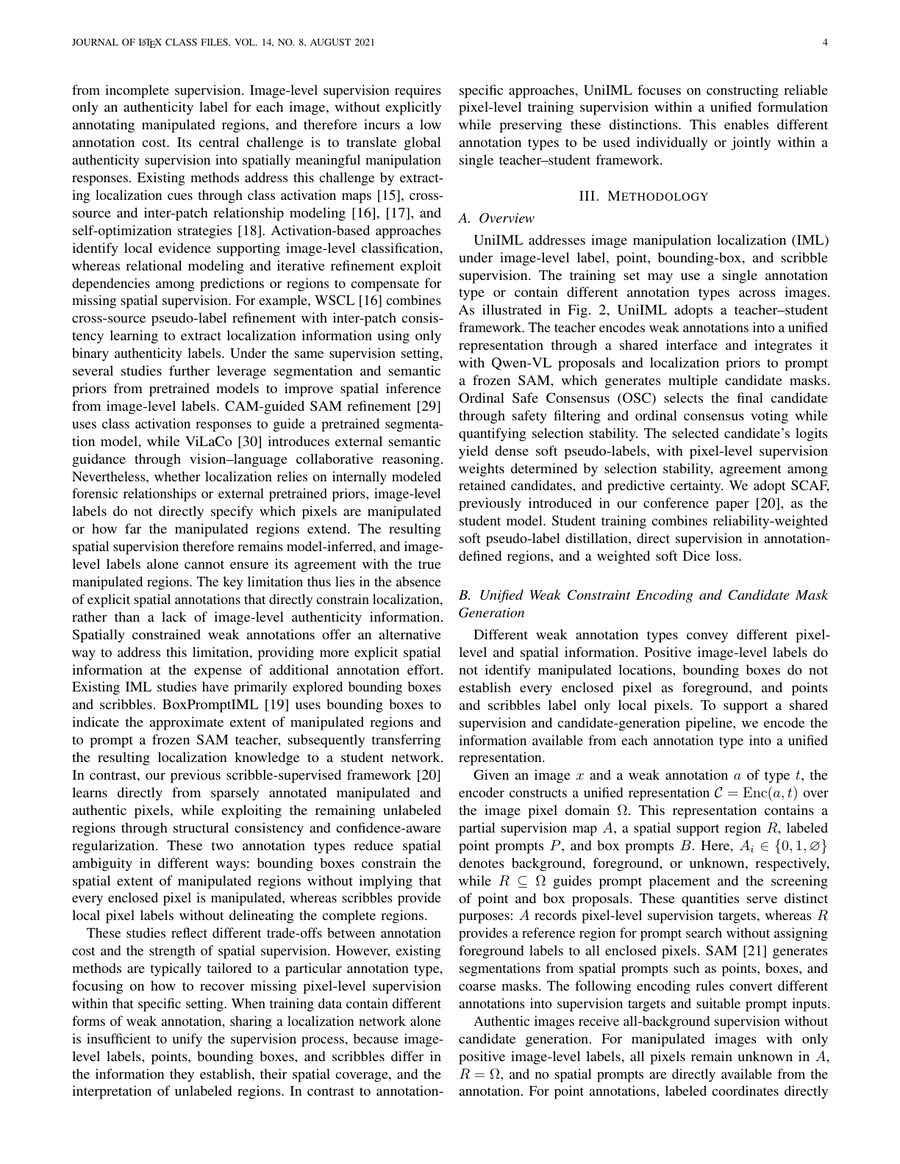 JOURNAL OF LATEX CLASS FILES, VOL. 14, NO. 8, AUGUST 2021
4
from incomplete supervision. Image-level supervision requires
only an authenticity label for each image, without explicitly
annotating manipulated regions, and therefore incurs a low
annotation cost. Its central challenge is to translate global
authenticity supervision into spatially meaningful manipulation
responses. Existing methods address this challenge by extract-
ing localization cues through class activation maps [15], cross-
source and inter-patch relationship modeling [16], [17], and
self-optimization strategies [18]. Activation-based approaches
identify local evidence supporting image-level classification,
whereas relational modeling and iterative refinement exploit
dependencies among predictions or regions to compensate for
missing spatial supervision. For example, WSCL [16] combines
cross-source pseudo-label refinement with inter-patch consis-
tency learning to extract localization information using only
binary authenticity labels. Under the same supervision setting,
several studies further leverage segmentation and semantic
priors from pretrained models to improve spatial inference
from image-level labels. CAM-guided SAM refinement [29]
uses class activation responses to guide a pretrained segmenta-
tion model, while ViLaCo [30] introduces external semantic
guidance through vision–language collaborative reasoning.
Nevertheless, whether localization relies on internally modeled
forensic relationships or external pretrained priors, image-level
labels do not directly specify which pixels are manipulated
or how far the manipulated regions extend. The resulting
spatial supervision therefore remains model-inferred, and image-
level labels alone cannot ensure its agreement with the true
manipulated regions. The key limitation thus lies in the absence
of explicit spatial annotations that directly constrain localization,
rather than a lack of image-level authenticity information.
Spatially constrained weak annotations offer an alternative
way to address this limitation, providing more explicit spatial
information at the expense of additional annotation effort.
Existing IML studies have primarily explored bounding boxes
and scribbles. BoxPromptIML [19] uses bounding boxes to
indicate the approximate extent of manipulated regions and
to prompt a frozen SAM teacher, subsequently transferring
the resulting localization knowledge to a student network.
In contrast, our previous scribble-supervised framework [20]
learns directly from sparsely annotated manipulated and
authentic pixels, while exploiting the remaining unlabeled
regions through structural consistency and confidence-aware
regularization. These two annotation types reduce spatial
ambiguity in different ways: bounding boxes constrain the
spatial extent of manipulated regions without implying that
every enclosed pixel is manipulated, whereas scribbles provide
local pixel labels without delineating the complete regions.
These studies reflect different trade-offs between annotation
cost and the strength of spatial supervision. However, existing
methods are typically tailored to a particular annotation type,
focusing on how to recover missing pixel-level supervision
within that specific setting. When training data contain different
forms of weak annotation, sharing a localization network alone
is insufficient to unify the supervision process, because image-
level labels, points, bounding boxes, and scribbles differ in
the information they establish, their spatial coverage, and the
interpretation of unlabeled regions. In contrast to annotation-
specific approaches, UniIML focuses on constructing reliable
pixel-level training supervision within a unified formulation
while preserving these distinctions. This enables different
annotation types to be used individually or jointly within a
single teacher–student framework.
III. METHODOLOGY
A. Overview
UniIML addresses image manipulation localization (IML)
under image-level label, point, bounding-box, and scribble
supervision. The training set may use a single annotation
type or contain different annotation types across images.
As illustrated in Fig. 2, UniIML adopts a teacher–student
framework. The teacher encodes weak annotations into a unified
representation through a shared interface and integrates it
with Qwen-VL proposals and localization priors to prompt
a frozen SAM, which generates multiple candidate masks.
Ordinal Safe Consensus (OSC) selects the final candidate
through safety filtering and ordinal consensus voting while
quantifying selection stability. The selected candidate's logits
yield dense soft pseudo-labels, with pixel-level supervision
weights determined by selection stability, agreement among
retained candidates, and predictive certainty. We adopt SCAF,
previously introduced in our conference paper [20], as the
student model. Student training combines reliability-weighted
soft pseudo-label distillation, direct supervision in annotation-
defined regions, and a weighted soft Dice loss.
B. Unified Weak Constraint Encoding and Candidate Mask
Generation
Different weak annotation types convey different pixel-
level and spatial information. Positive image-level labels do
not identify manipulated locations, bounding boxes do not
establish every enclosed pixel as foreground, and points
and scribbles label only local pixels. To support a shared
supervision and candidate-generation pipeline, we encode the
information available from each annotation type into a unified
representation.
Given an image x and a weak annotation a of type t, the
encoder constructs a unified representation C = Enc(a, t) over
the image pixel domain Ω. This representation contains a
partial supervision map A, a spatial support region R, labeled
point prompts P, and box prompts B. Here, A_i ∈ {0, 1, ∅}
denotes background, foreground, or unknown, respectively,
while R ⊆ Ω guides prompt placement and the screening
of point and box proposals. These quantities serve distinct
purposes: A records pixel-level supervision targets, whereas R
provides a reference region for prompt search without assigning
foreground labels to all enclosed pixels. SAM [21] generates
segmentations from spatial prompts such as points, boxes, and
coarse masks. The following encoding rules convert different
annotations into supervision targets and suitable prompt inputs.
Authentic images receive all-background supervision without
candidate generation. For manipulated images with only
positive image-level labels, all pixels remain unknown in A,
R = Ω, and no spatial prompts are directly available from the
annotation. For point annotations, labeled coordinates directly